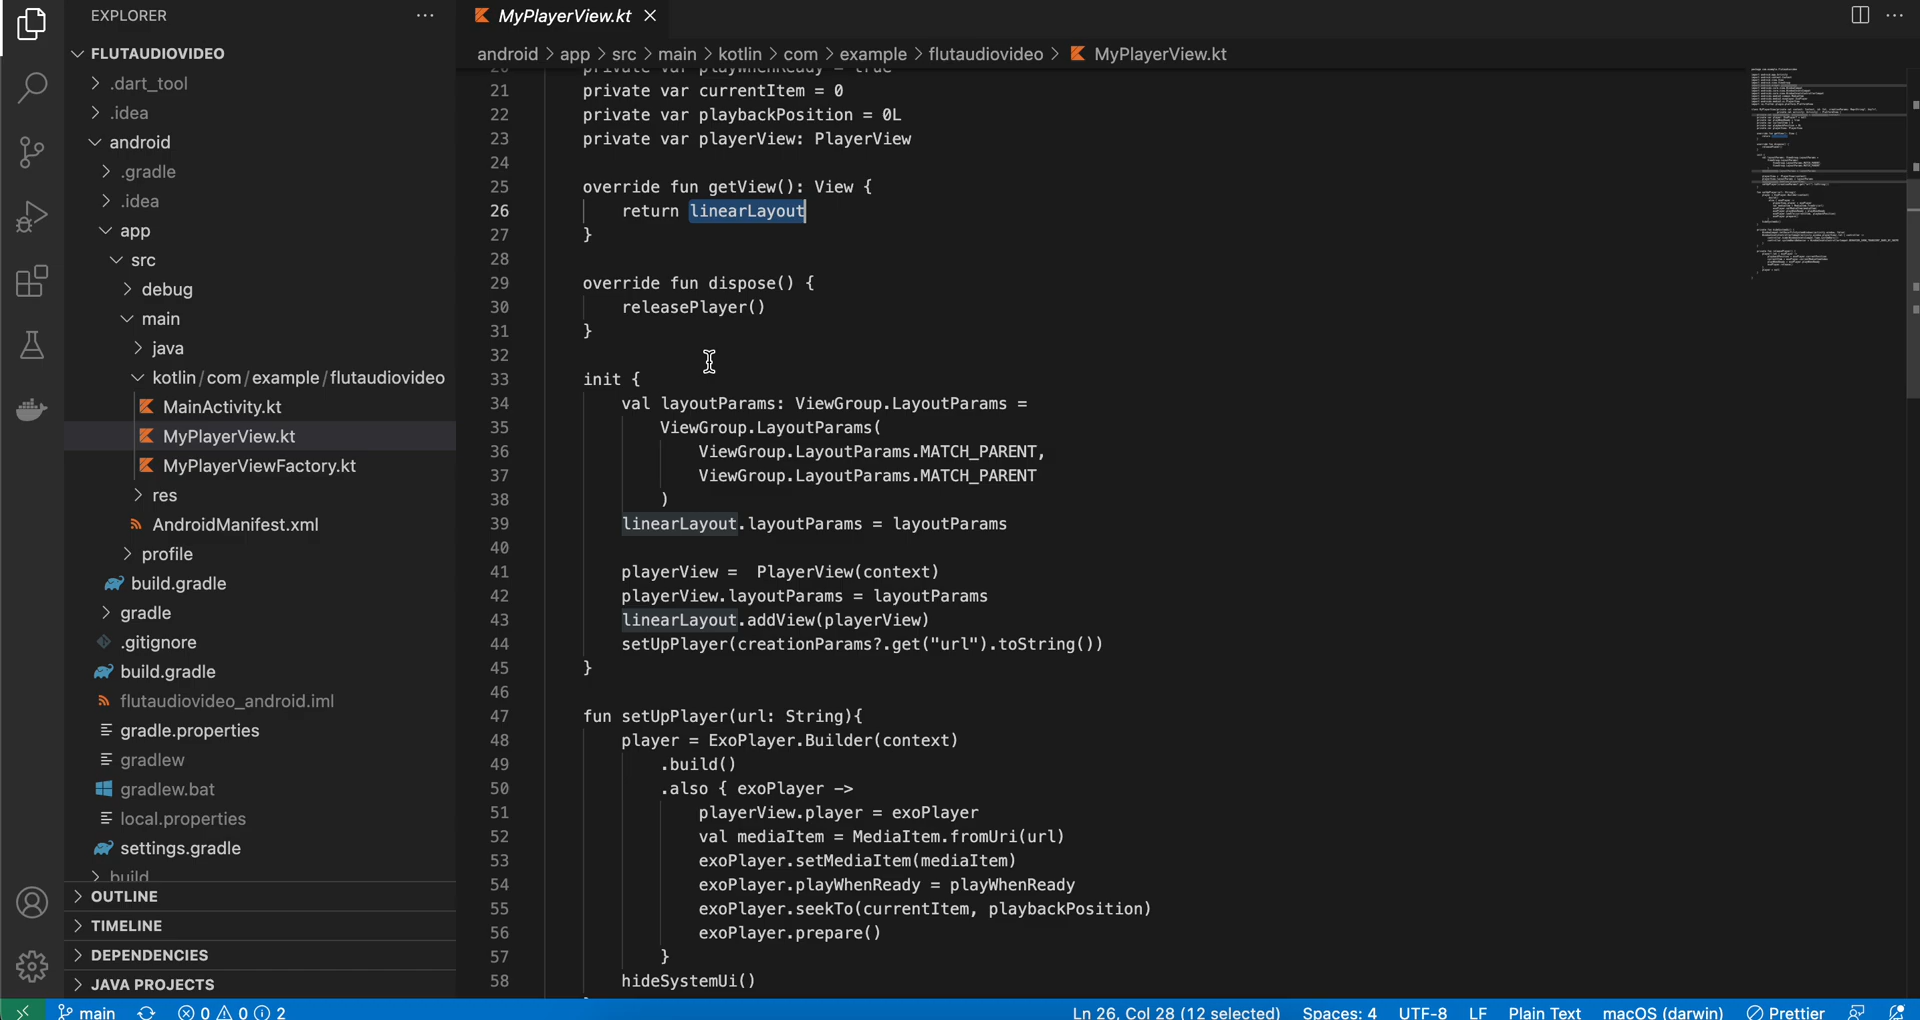 EXPLORER
FLUTAUDIOVIDEO
.dart_tool
.idea
android
.gradle
.idea
app
src
debug
main
java
kotlin/com/example/flutaudiovideo
MainActivity.kt
MyPlayerView.kt
MyPlayerViewFactory.kt
res
AndroidManifest.xml
profile
build.gradle
gradle
.gitignore
build.gradle
flutaudiovideo_android.iml
gradle.properties
gradlew
gradlew.bat
local.properties
settings.gradle
build
OUTLINE
TIMELINE
DEPENDENCIES
JAVA PROJECTS
MyPlayerView.kt
android > app > src > main > kotlin > com > example > flutaudiovideo > MyPlayerView.kt
20 private var playWhenReady = true
21 private var currentItem = 0
22 private var playbackPosition = 0L
23 private var playerView: PlayerView
24
25 override fun getView(): View {
26 return linearLayout
27 }
28
29 override fun dispose() {
30 releasePlayer()
31 }
32
33 init {
34 val layoutParams: ViewGroup.LayoutParams =
35 ViewGroup.LayoutParams(
36 ViewGroup.LayoutParams.MATCH_PARENT,
37 ViewGroup.LayoutParams.MATCH_PARENT
38 )
39 linearLayout.layoutParams = layoutParams
40
41 playerView =  PlayerView(context)
42 playerView.layoutParams = layoutParams
43 linearLayout.addView(playerView)
44 setUpPlayer(creationParams?.get("url").toString())
45 }
46
47 fun setUpPlayer(url: String){
48 player = ExoPlayer.Builder(context)
49 .build()
50 .also { exoPlayer ->
51 playerView.player = exoPlayer
52 val mediaItem = MediaItem.fromUri(url)
53 exoPlayer.setMediaItem(mediaItem)
54 exoPlayer.playWhenReady = playWhenReady
55 exoPlayer.seekTo(currentItem, playbackPosition)
56 exoPlayer.prepare()
57 }
58 hideSystemUi()
main 0 0 2 Ln 26, Col 28 (12 selected) Spaces: 4 UTF-8 LF Plain Text macOS (darwin) Prettier